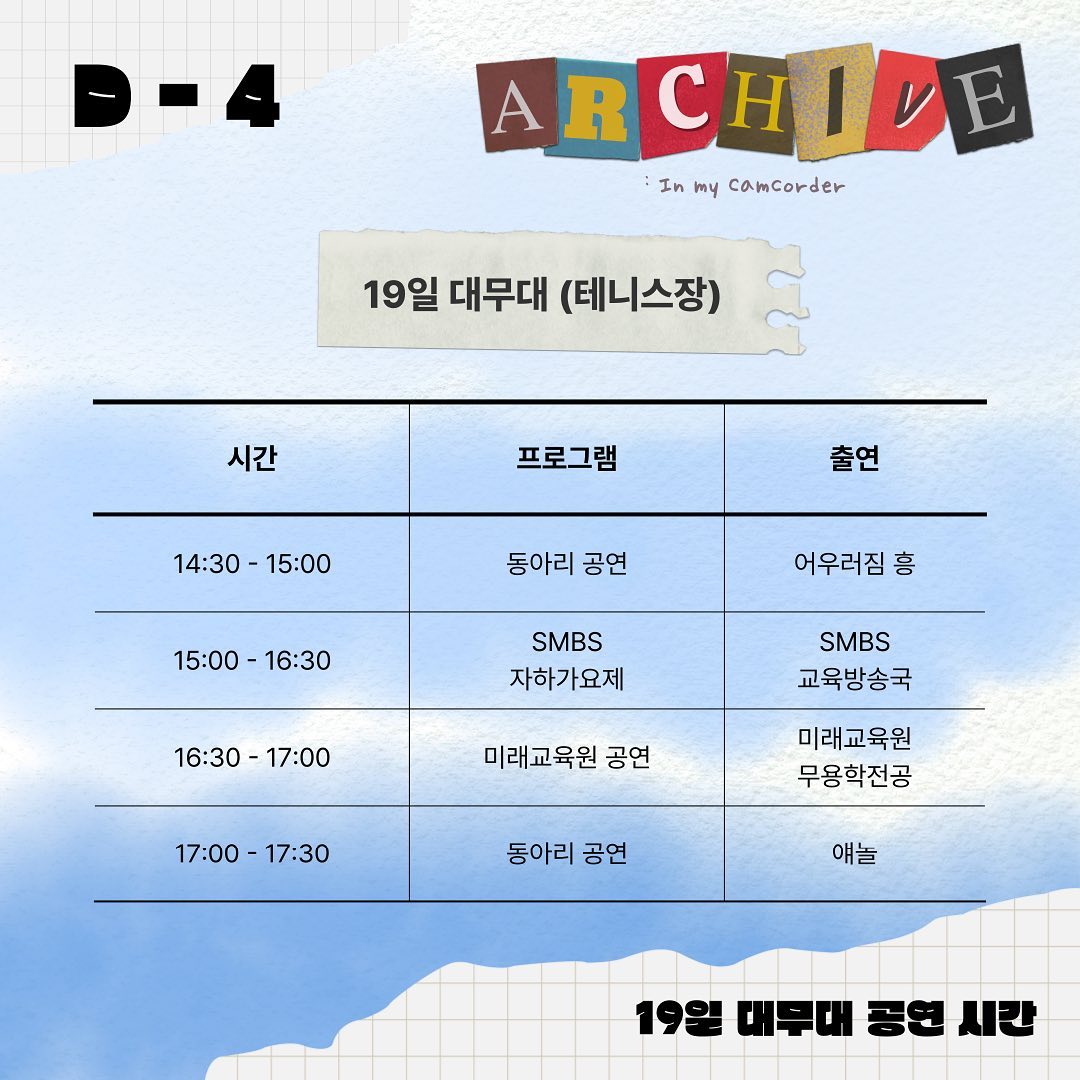 D - 4
ARCHIVE
: In my Camcorder
19일 대무대 (테니스장)
시간 프로그램 출연
14:30 - 15:00 동아리 공연 어우러짐 흥
15:00 - 16:30 SMBS 자하가요제 SMBS 교육방송국
16:30 - 17:00 미래교육원 공연 미래교육원 무용학전공
17:00 - 17:30 동아리 공연 얘놀
19일 대무대 공연 시간